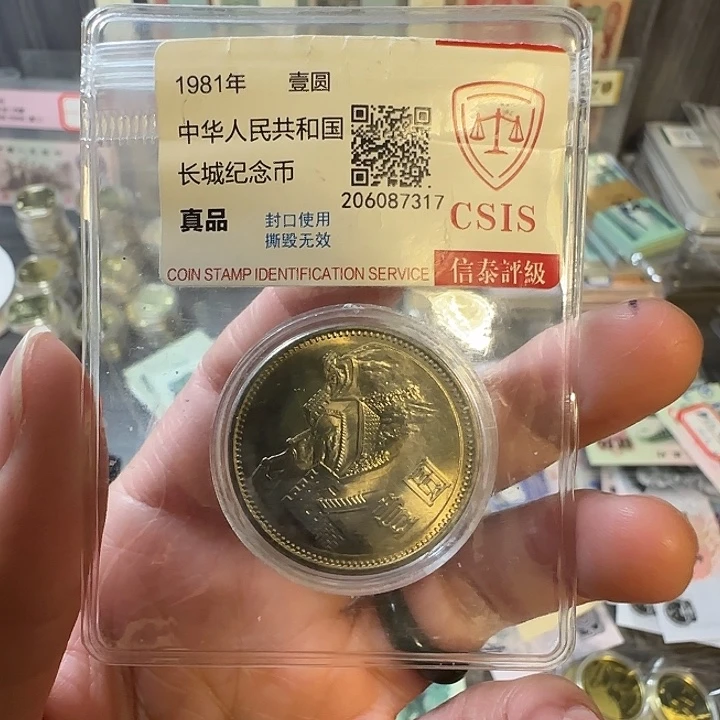 1981年 壹圆
中华人民共和国
长城纪念币
206087317
真品
封口使用
撕毁无效
CSIS
COIN STAMP IDENTIFICATION SERVICE
信泰評級
壹圆